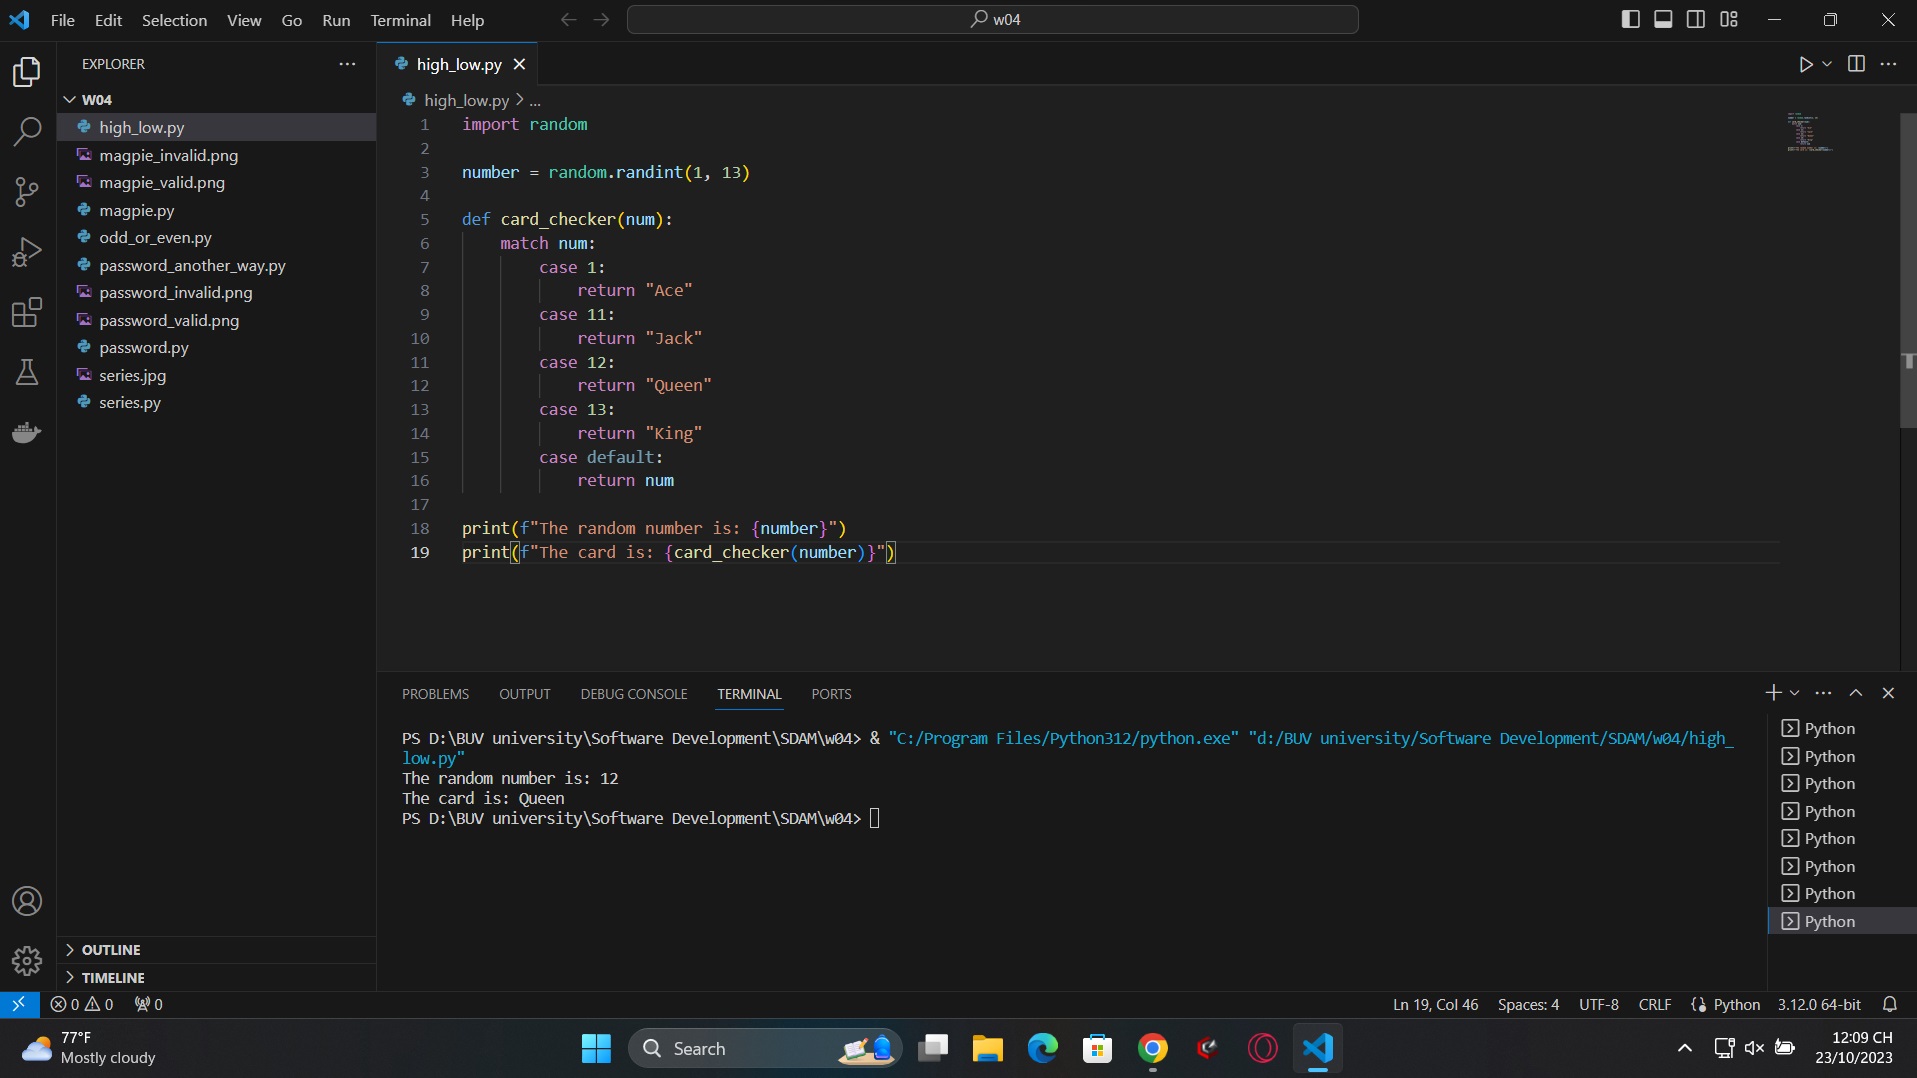 File Edit Selection View Go Run Terminal Help
w04
EXPLORER
W04
high_low.py
magpie_invalid.png
magpie_valid.png
magpie.py
odd_or_even.py
password_another_way.py
password_invalid.png
password_valid.png
password.py
series.jpg
series.py
OUTLINE
TIMELINE
high_low.py
high_low.py > ...
1 import random
2
3 number = random.randint(1, 13)
4
5 def card_checker(num):
6     match num:
7         case 1:
8             return "Ace"
9         case 11:
10             return "Jack"
11         case 12:
12             return "Queen"
13         case 13:
14             return "King"
15         case default:
16             return num
17
18 print(f"The random number is: {number}")
19 print(f"The card is: {card_checker(number)}")
PROBLEMS OUTPUT DEBUG CONSOLE TERMINAL PORTS
PS D:\BUV university\Software Development\SDAM\w04> & "C:/Program Files/Python312/python.exe" "d:/BUV university/Software Development/SDAM/w04/high_
low.py"
The random number is: 12
The card is: Queen
PS D:\BUV university\Software Development\SDAM\w04>
Python
Python
Python
Python
Python
Python
Python
Python
0 0 0
Ln 19, Col 46 Spaces: 4 UTF-8 CRLF Python 3.12.0 64-bit
77°F
Mostly cloudy
Search
12:09 CH
23/10/2023